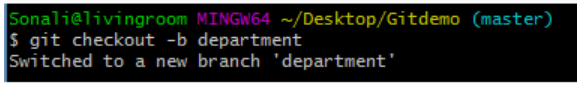 Sonali@livingroom MINGW64 ~/Desktop/Gitdemo (master)
$ git checkout -b department
Switched to a new branch 'department'